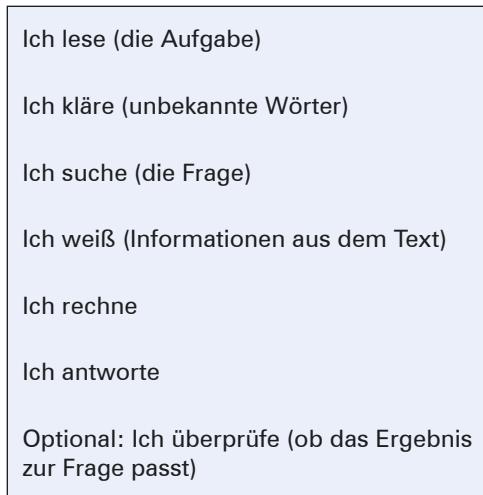 Ich lese (die Aufgabe)
Ich kläre (unbekannte Wörter)
Ich suche (die Frage)
Ich weiß (Informationen aus dem Text)
Ich rechne
Ich antworte
Optional: Ich überprüfe (ob das Ergebnis
zur Frage passt)